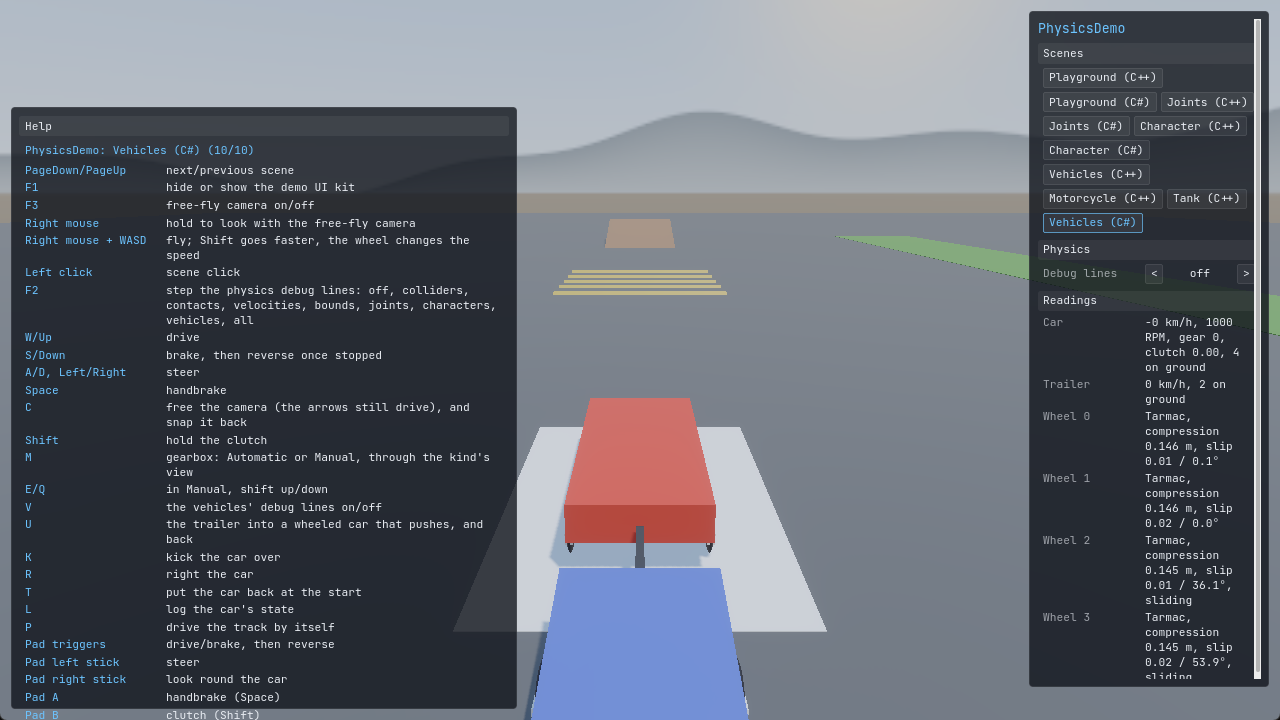 Help
PhysicsDemo: Vehicles (C#) (10/10)
PageDown/PageUp next/previous scene
F1 hide or show the demo UI kit
F3 free-fly camera on/off
Right mouse hold to look with the free-fly camera
Right mouse + WASD fly; Shift goes faster, the wheel changes the
speed
Left click scene click
F2 step the physics debug lines: off, colliders,
contacts, velocities, bounds, joints, characters,
vehicles, all
W/Up drive
S/Down brake, then reverse once stopped
A/D, Left/Right steer
Space handbrake
C free the camera (the arrows still drive), and
snap it back
Shift hold the clutch
M gearbox: Automatic or Manual, through the kind's
view
E/Q in Manual, shift up/down
V the vehicles' debug lines on/off
U the trailer into a wheeled car that pushes, and
back
K kick the car over
R right the car
T put the car back at the start
L log the car's state
P drive the track by itself
Pad triggers drive/brake, then reverse
Pad left stick steer
Pad right stick look round the car
Pad A handbrake (Space)
Pad B clutch (Shift)
PhysicsDemo
Scenes
Playground (C++)
Playground (C#) Joints (C++)
Joints (C#) Character (C++)
Character (C#)
Vehicles (C++)
Motorcycle (C++) Tank (C++)
Vehicles (C#)
Physics
Debug lines < off >
Readings
Car -0 km/h, 1000
RPM, gear 0,
clutch 0.00, 4
on ground
Trailer 0 km/h, 2 on
ground
Wheel 0 Tarmac,
compression
0.146 m, slip
0.01 / 0.1°
Wheel 1 Tarmac,
compression
0.146 m, slip
0.02 / 0.0°
Wheel 2 Tarmac,
compression
0.145 m, slip
0.01 / 36.1°,
sliding
Wheel 3 Tarmac,
compression
0.145 m, slip
0.02 / 53.9°,
sliding